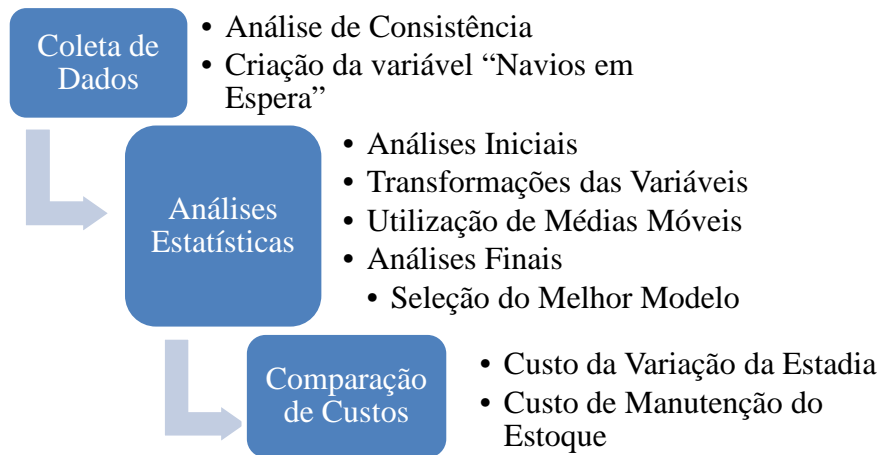 Coleta de
Dados
• Análise de Consistência
• Criação da variável “Navios em
Espera”
Análises
Estatísticas
• Análises Iniciais
• Transformações das Variáveis
• Utilização de Médias Móveis
• Análises Finais
• Seleção do Melhor Modelo
Comparação
de Custos
• Custo da Variação da Estadia
• Custo de Manutenção do
Estoque